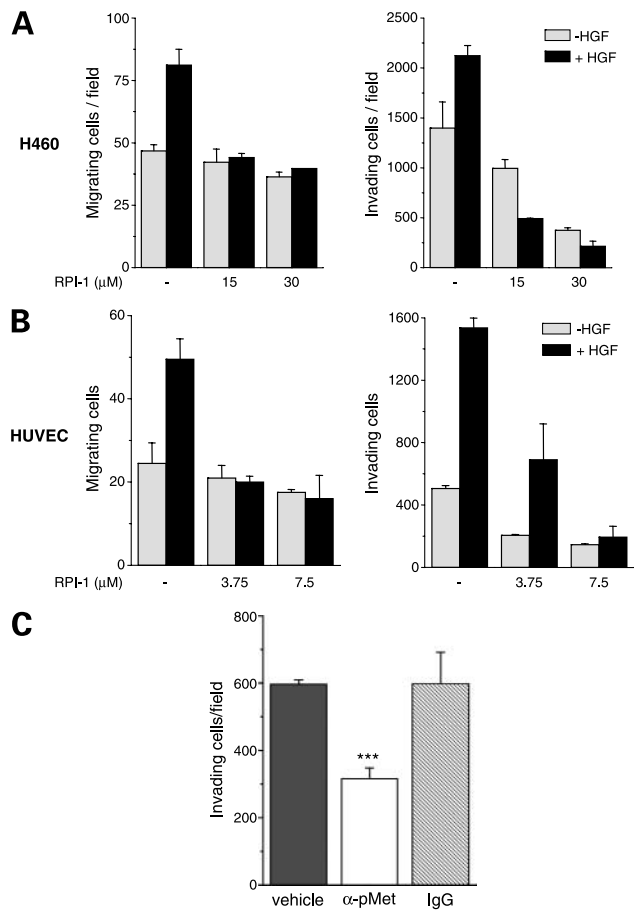 A
H460
Migrating cells / field
100
75
50
25
0
RPI-1 (μM)
- 15 30
Invading cells / field
2500
2000
1500
1000
500
0
-HGF
+ HGF
- 15 30
B
HUVEC
Migrating cells
60
40
20
0
RPI-1 (μM)
- 3.75 7.5
Invading cells
1600
1200
800
400
0
-HGF
+ HGF
- 3.75 7.5
C
Invading cells/field
800
600
400
200
0
***
vehicle α-pMet IgG